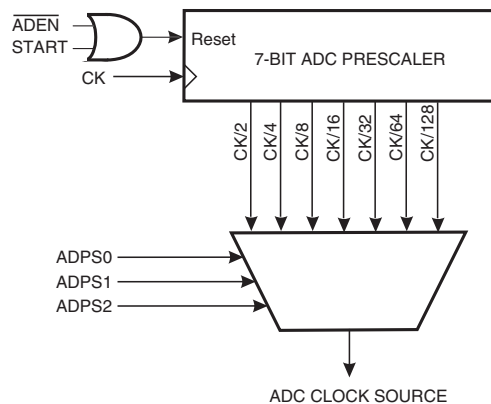 ADEN
START
Reset
7-BIT ADC PRESCALER
CK
CK/2
CK/4
CK/8
CK/16
CK/32
CK/64
CK/128
ADPS0
ADPS1
ADPS2
ADC CLOCK SOURCE